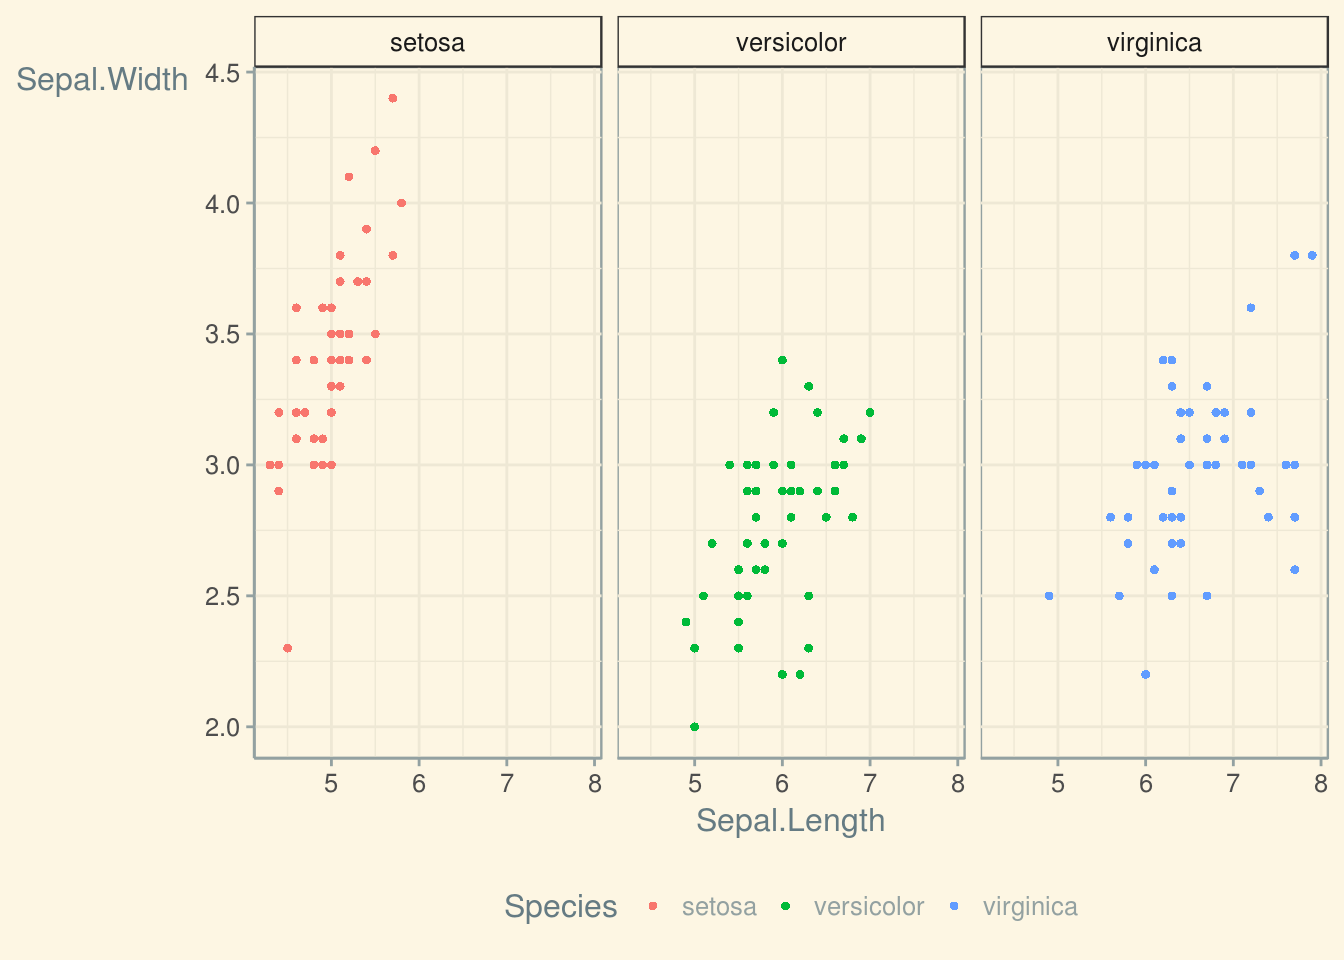 setosa versicolor virginica
Sepal.Width 4.5
4.0
3.5
3.0
2.5
2.0
5 6 7 8 5 6 7 8 5 6 7 8
Sepal.Length
Species setosa versicolor virginica